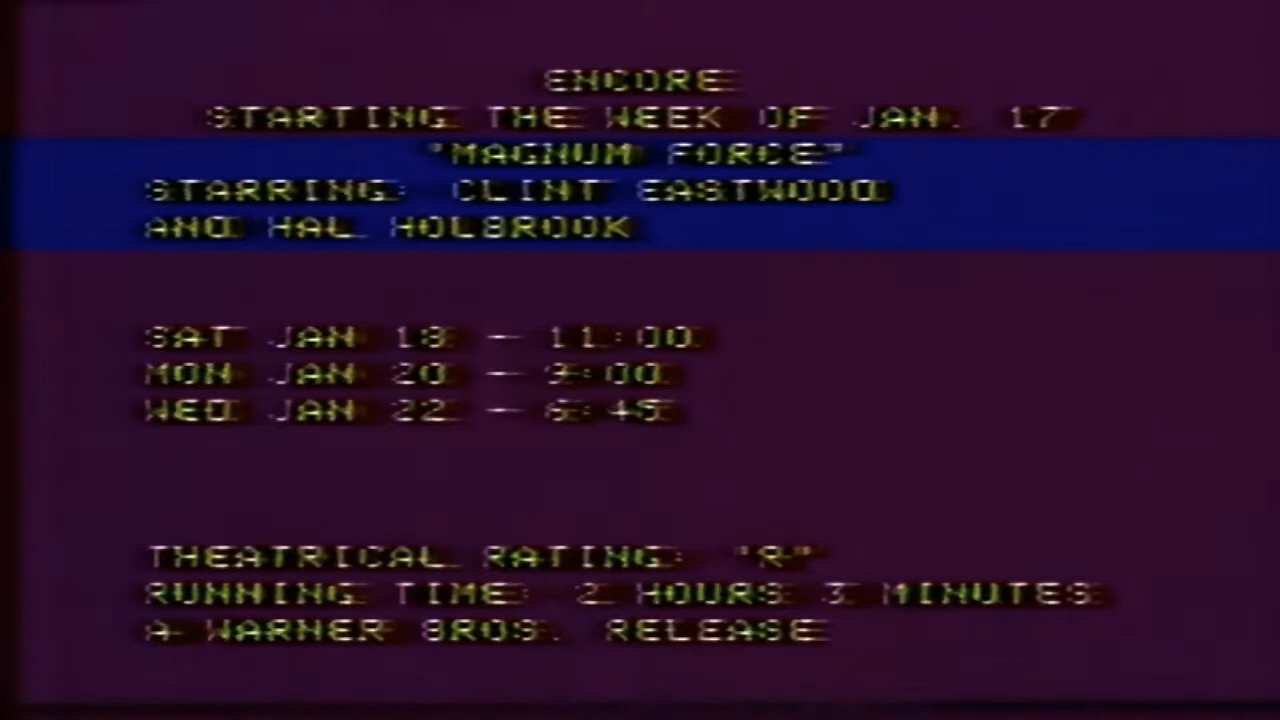 ENCORE
STARTING THE WEEK OF JAN. 17
"MAGNUM FORCE"
STARRING: CLINT EASTWOOD
AND HAL HOLBROOK
SAT JAN 18 - 11:00
MON JAN 20 - 9:00
WED JAN 22 - 6:45
THEATRICAL RATING: "R"
RUNNING TIME: 2 HOURS 3 MINUTES
A WARNER BROS. RELEASE